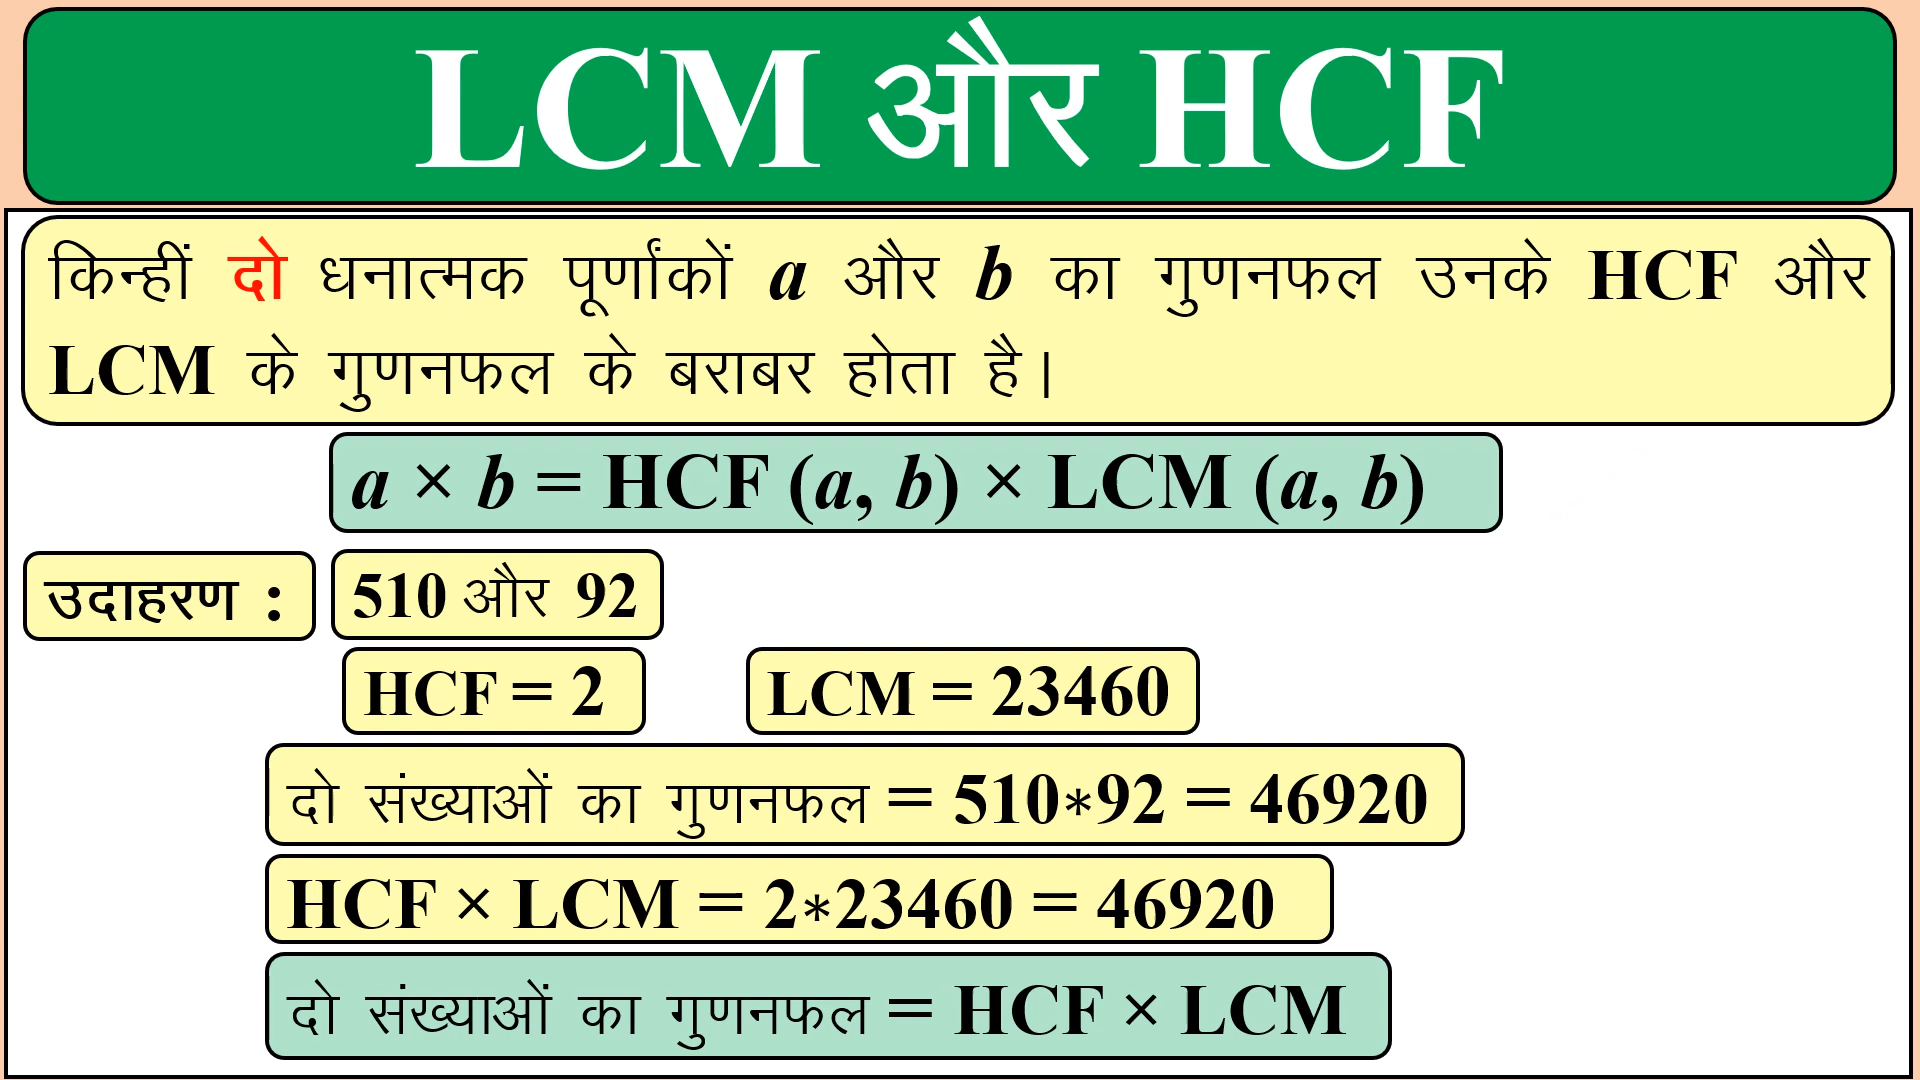 LCM और HCF
किन्हीं दो धनात्मक पूर्णांकों a और b का गुणनफल उनके HCF और
LCM के गुणनफल के बराबर होता है।
a × b = HCF (a, b) × LCM (a, b)
उदाहरण : 510 और 92
HCF = 2 LCM = 23460
दो संख्याओं का गुणनफल = 510*92 = 46920
HCF × LCM = 2*23460 = 46920
दो संख्याओं का गुणनफल = HCF × LCM